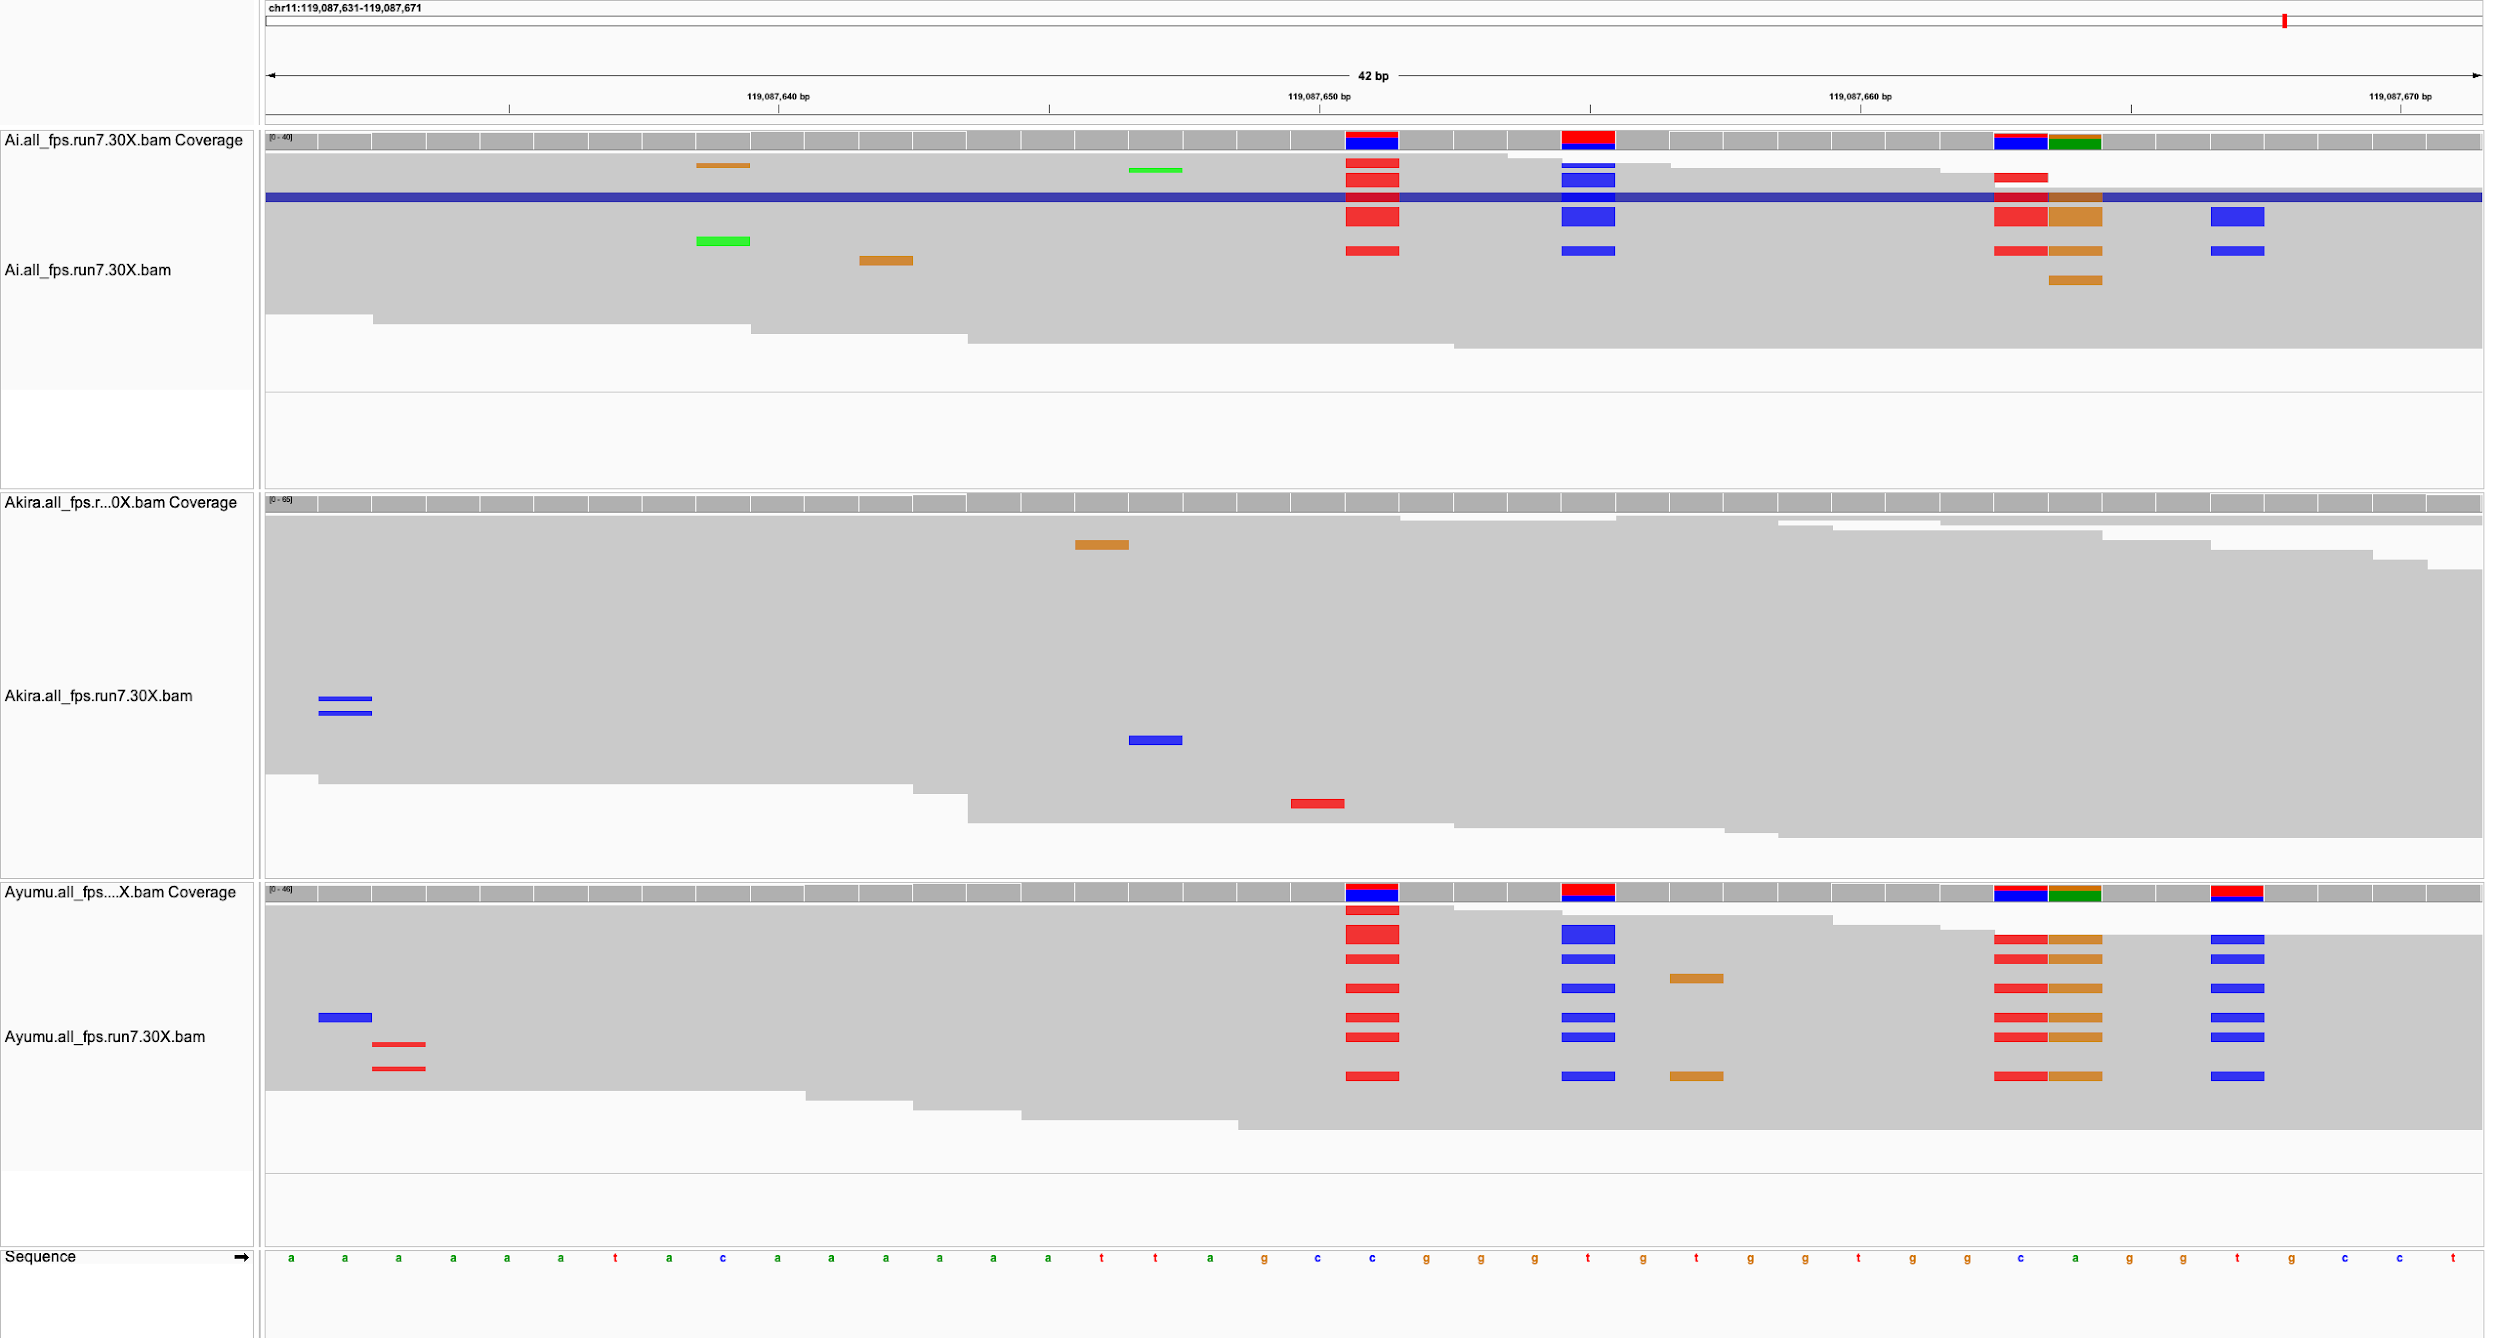 chr11:119,087,631-119,087,671
42 bp
119,087,640 bp 119,087,650 bp 119,087,660 bp 119,087,670 bp
Ai.all_fps.run7.30X.bam Coverage
[0 - 40]
Ai.all_fps.run7.30X.bam
Akira.all_fps.r...0X.bam Coverage
[0 - 65]
Akira.all_fps.run7.30X.bam
Ayumu.all_fps....X.bam Coverage
[0 - 46]
Ayumu.all_fps.run7.30X.bam
Sequence a a a a a a t a c a a a a a a t t a g c c g g g t g t g g t g g c a g g t g c c t